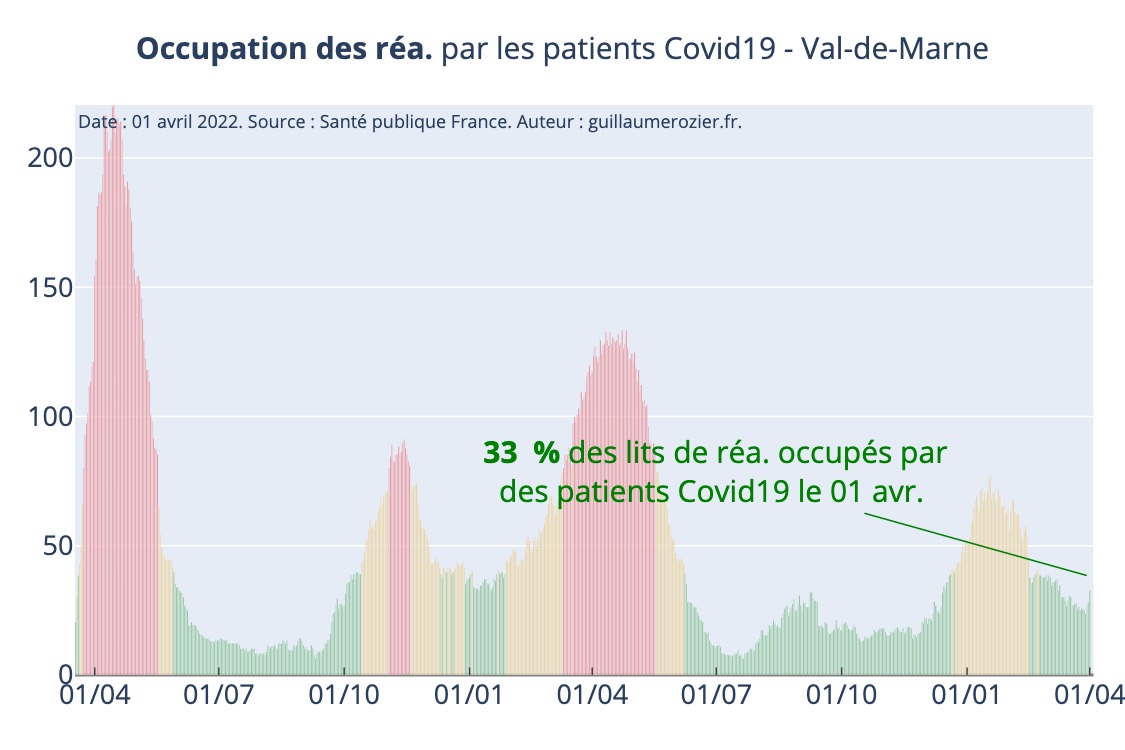 Occupation des réa. par les patients Covid19 - Val-de-Marne
Date : 01 avril 2022. Source : Santé publique France. Auteur : guillaumerozier.fr.
200
150
100
50
0
33 % des lits de réa. occupés par
des patients Covid19 le 01 avr.
01/04 01/07 01/10 01/01 01/04 01/07 01/10 01/01 01/04